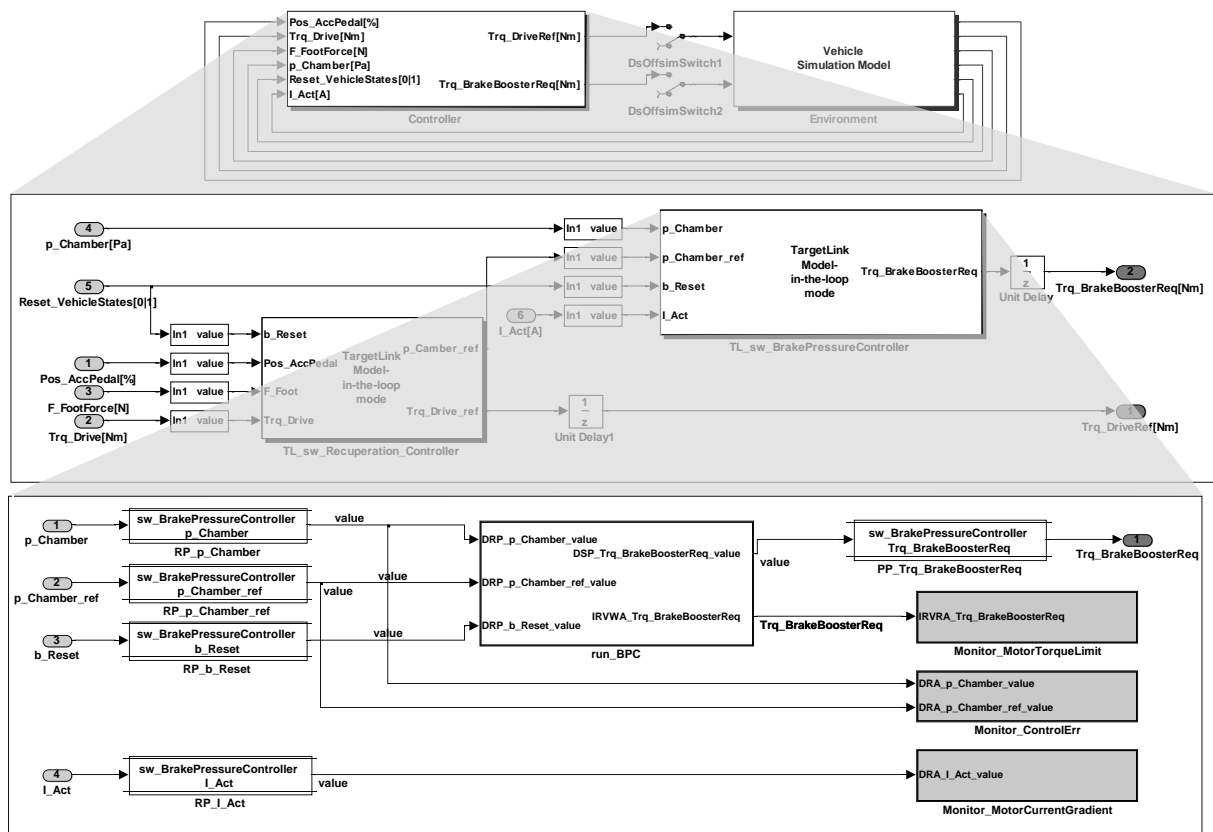 Pos_AccPedal[%]
Trq_Drive[Nm]
F_FootForce[N]
p_Chamber[Pa]
Reset_VehicleStates[0|1]
I_Act[A]
Trq_DriveRef[Nm]
Trq_BrakeBoosterReq[Nm]
Controller
DsOffsimSwitch1
DsOffsimSwitch2
Vehicle
Simulation Model
Environment
4
p_Chamber[Pa]
5
Reset_VehicleStates[0|1]
1
Pos_AccPedal[%]
3
F_FootForce[N]
2
Trq_Drive[Nm]
In1 value
In1 value
In1 value
In1 value
b_Reset
Pos_AccPedal
F_Foot
Trq_Drive
TargetLink
Model-
in-the-loop
mode
p_Camber_ref
Trq_Drive_ref
TL_sw_Recuperation_Controller
6
I_Act[A]
In1 value
In1 value
In1 value
In1 value
p_Chamber
p_Chamber_ref
b_Reset
I_Act
TargetLink
Model-
in-the-loop
mode
Trq_BrakeBoosterReq
TL_sw_BrakePressureController
1
z
Unit Delay
2
Trq_BrakeBoosterReq[Nm]
1
z
Unit Delay1
1
Trq_DriveRef[Nm]
1
p_Chamber
sw_BrakePressureController
p_Chamber
RP_p_Chamber
value
2
p_Chamber_ref
sw_BrakePressureController
p_Chamber_ref
RP_p_Chamber_ref
value
value
3
b_Reset
sw_BrakePressureController
b_Reset
RP_b_Reset
value
DRP_p_Chamber_value
DSP_Trq_BrakeBoosterReq_value
DRP_p_Chamber_ref_value
IRVWA_Trq_BrakeBoosterReq
DRP_b_Reset_value
run_BPC
value
sw_BrakePressureController
Trq_BrakeBoosterReq
PP_Trq_BrakeBoosterReq
1
Trq_BrakeBoosterReq
Trq_BrakeBoosterReq
IRVRA_Trq_BrakeBoosterReq
Monitor_MotorTorqueLimit
DRA_p_Chamber_value
DRA_p_Chamber_ref_value
Monitor_ControlErr
4
I_Act
sw_BrakePressureController
I_Act
RP_I_Act
value
DRA_I_Act_value
Monitor_MotorCurrentGradient